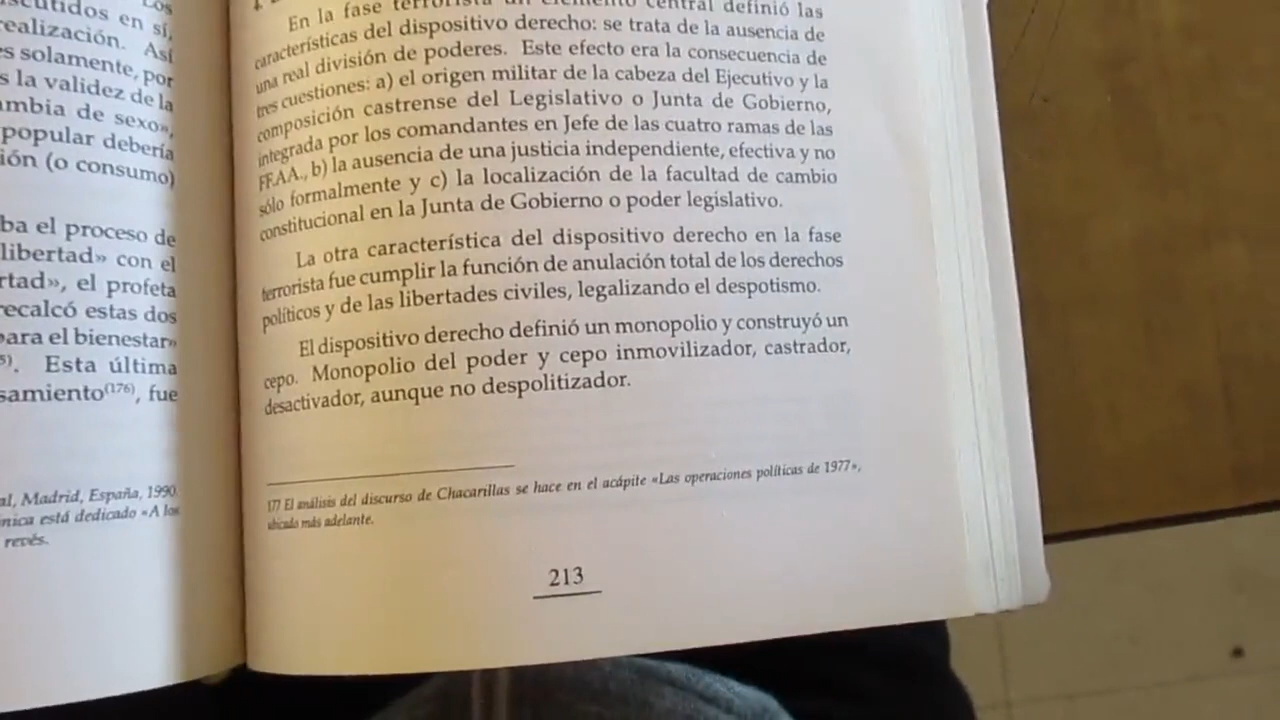 Los
scutidos en sí,
realización. Así
es solamente, por
s la validez de la
ambia de sexo»,
popular debería
ión (o consumo)
ba el proceso de
libertad» con el
rtad», el profeta
recalcó estas dos
para el bienestar»
5). Esta última
samiento(176), fue
al, Madrid, España, 1990.
nica está dedicado «A los
revés.
En la fase terrorista un elemento central definió las
características del dispositivo derecho: se trata de la ausencia de
una real división de poderes. Este efecto era la consecuencia de
tres cuestiones: a) el origen militar de la cabeza del Ejecutivo y la
composición castrense del Legislativo o Junta de Gobierno,
integrada por los comandantes en Jefe de las cuatro ramas de las
FF.AA., b) la ausencia de una justicia independiente, efectiva y no
sólo formalmente y c) la localización de la facultad de cambio
constitucional en la Junta de Gobierno o poder legislativo.
La otra característica del dispositivo derecho en la fase
terrorista fue cumplir la función de anulación total de los derechos
políticos y de las libertades civiles, legalizando el despotismo.
El dispositivo derecho definió un monopolio y construyó un
cepo. Monopolio del poder y cepo inmovilizador, castrador,
desactivador, aunque no despolitizador.
177 El análisis del discurso de Chacarillas se hace en el acápite «Las operaciones políticas de 1977»,
ubicado más adelante.
213